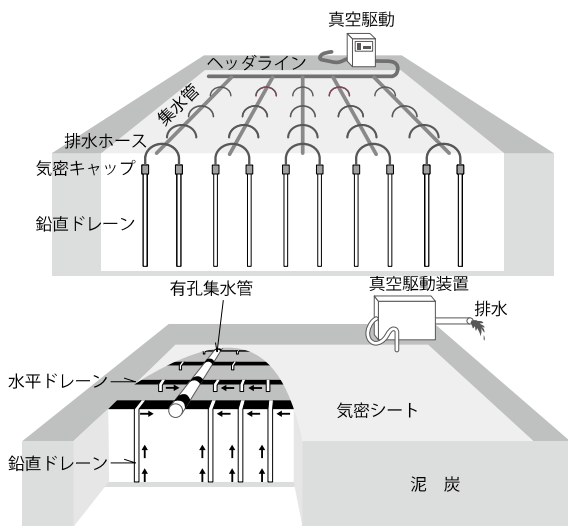 真空駆動
ヘッダライン
集水管
排水ホース
気密キャップ
鉛直ドレーン
真空駆動装置
有孔集水管
排水
水平ドレーン
気密シート
鉛直ドレーン
泥 炭